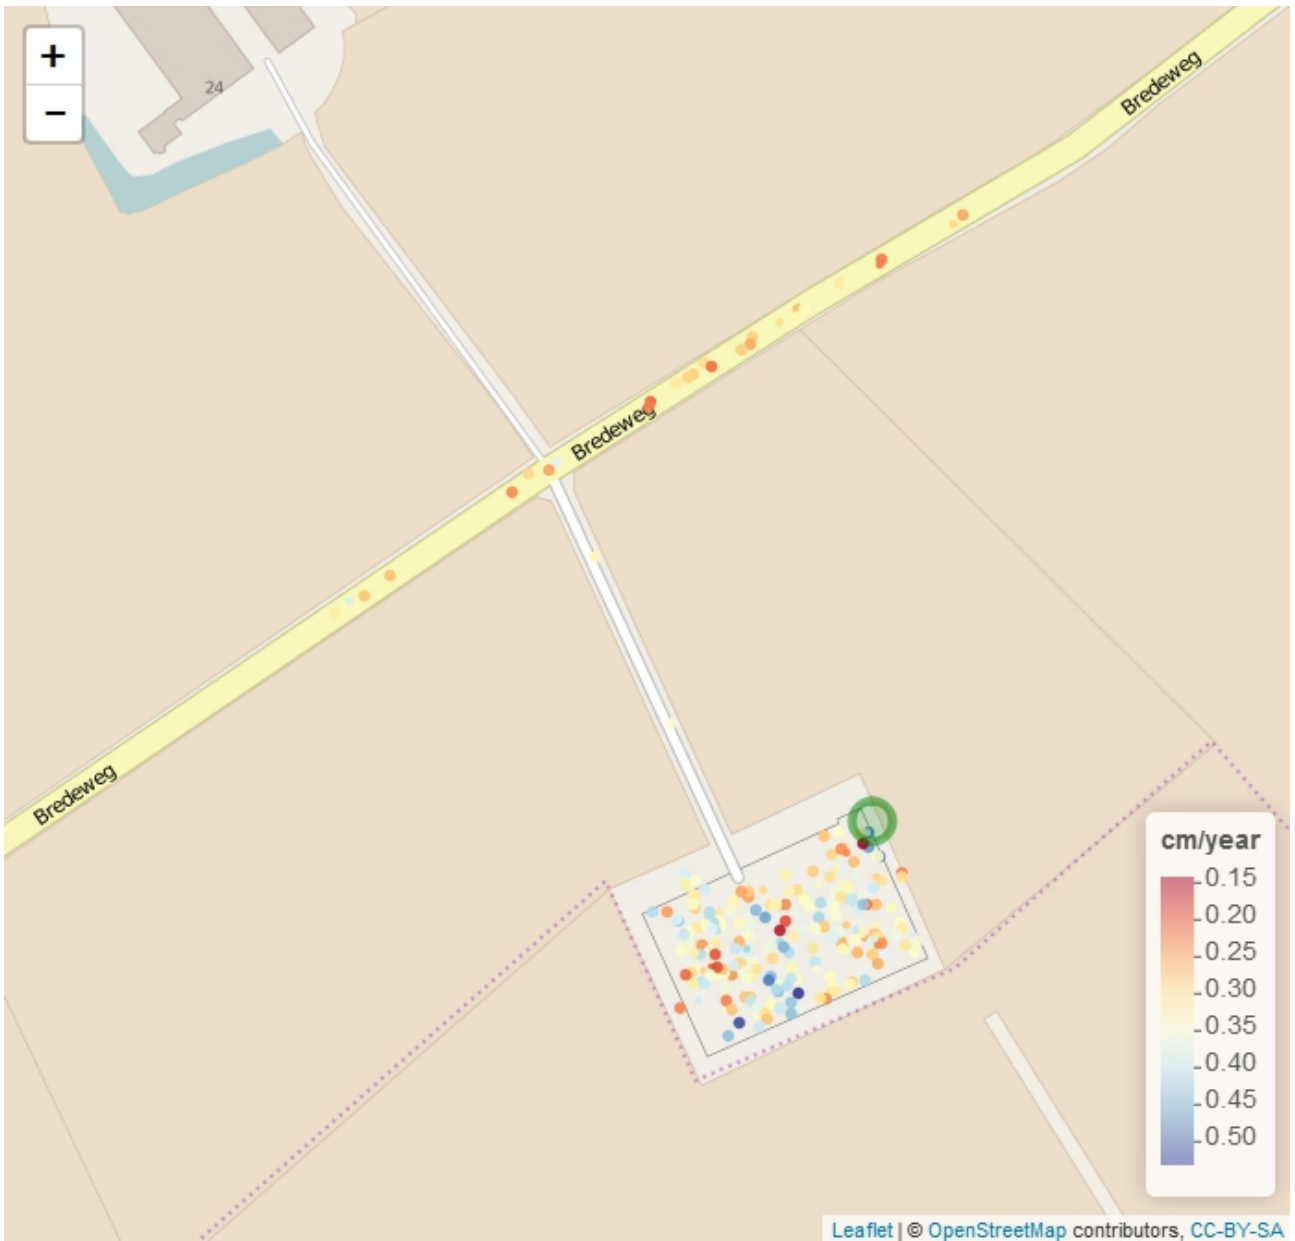 +
−
24
Bredeweg
Bredeweg
Bredeweg
cm/year
0.15
0.20
0.25
0.30
0.35
0.40
0.45
0.50
Leaflet | © OpenStreetMap contributors, CC-BY-SA